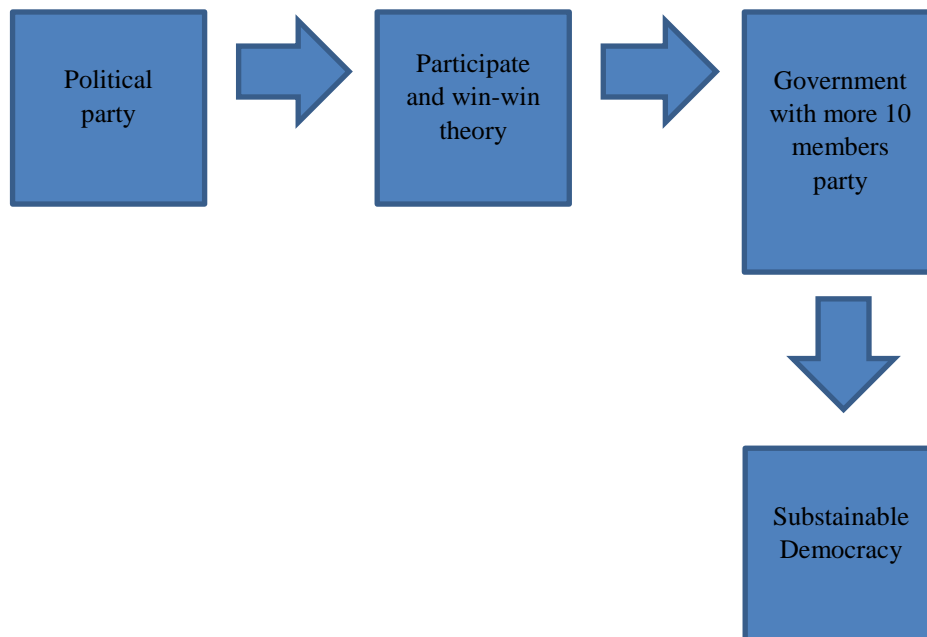 Political
party
Participate
and win-win
theory
Government
with more 10
members
party
Substainable
Democracy